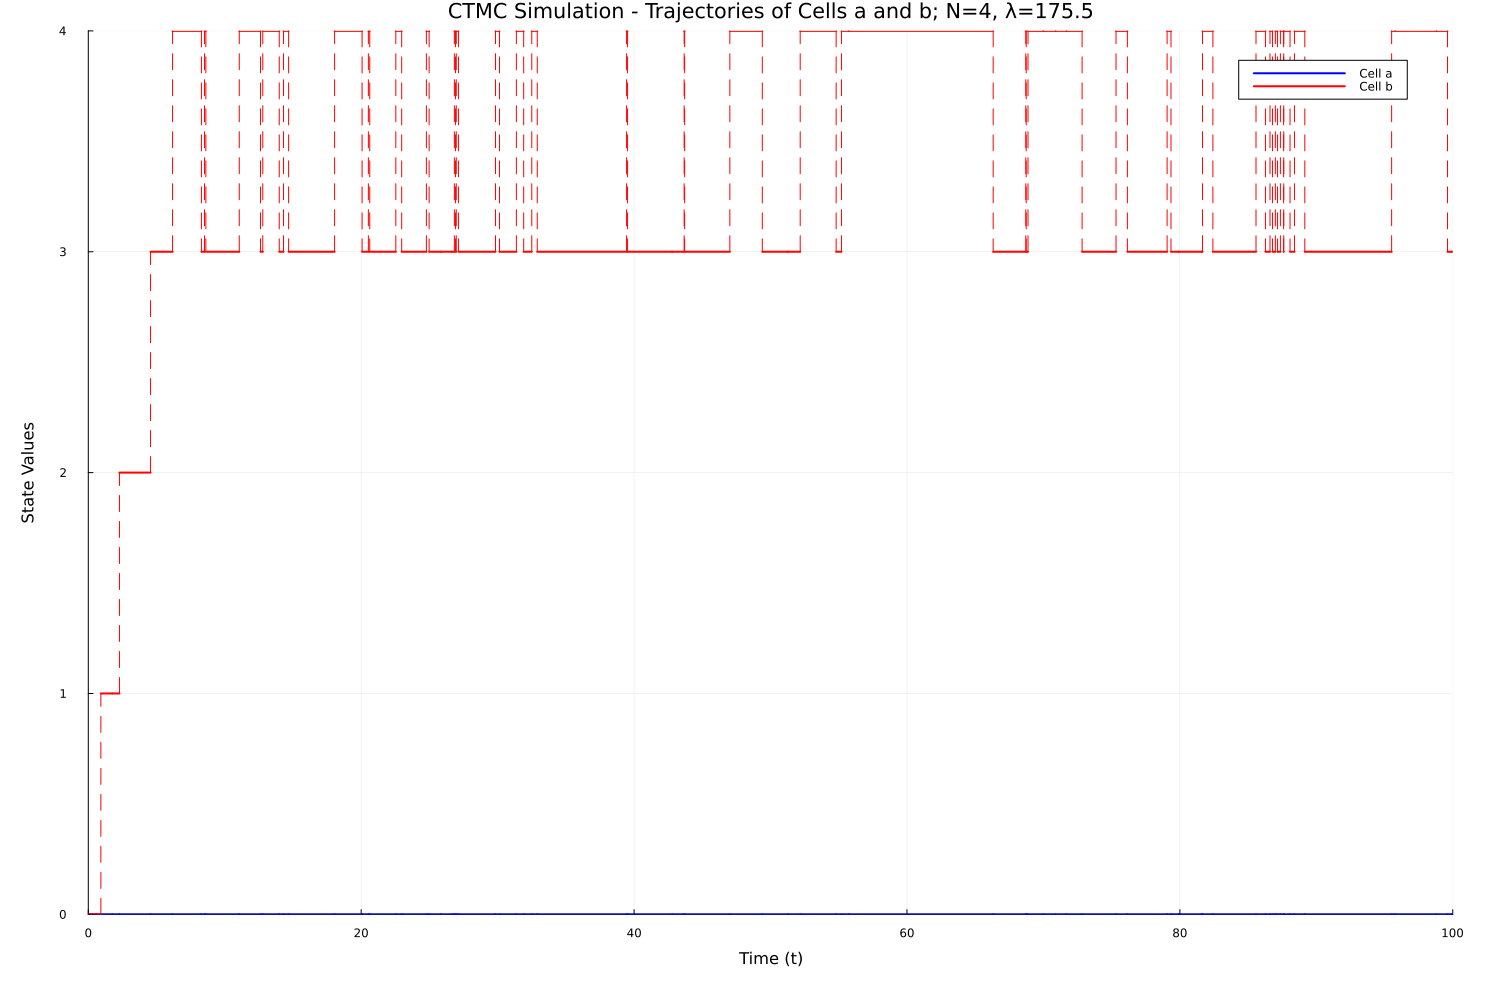 CTMC Simulation - Trajectories of Cells a and b; N=4, λ=175.5
4
Cell a
Cell b
3
State Values
2
1
0
0 20 40 60 80 100
Time (t)